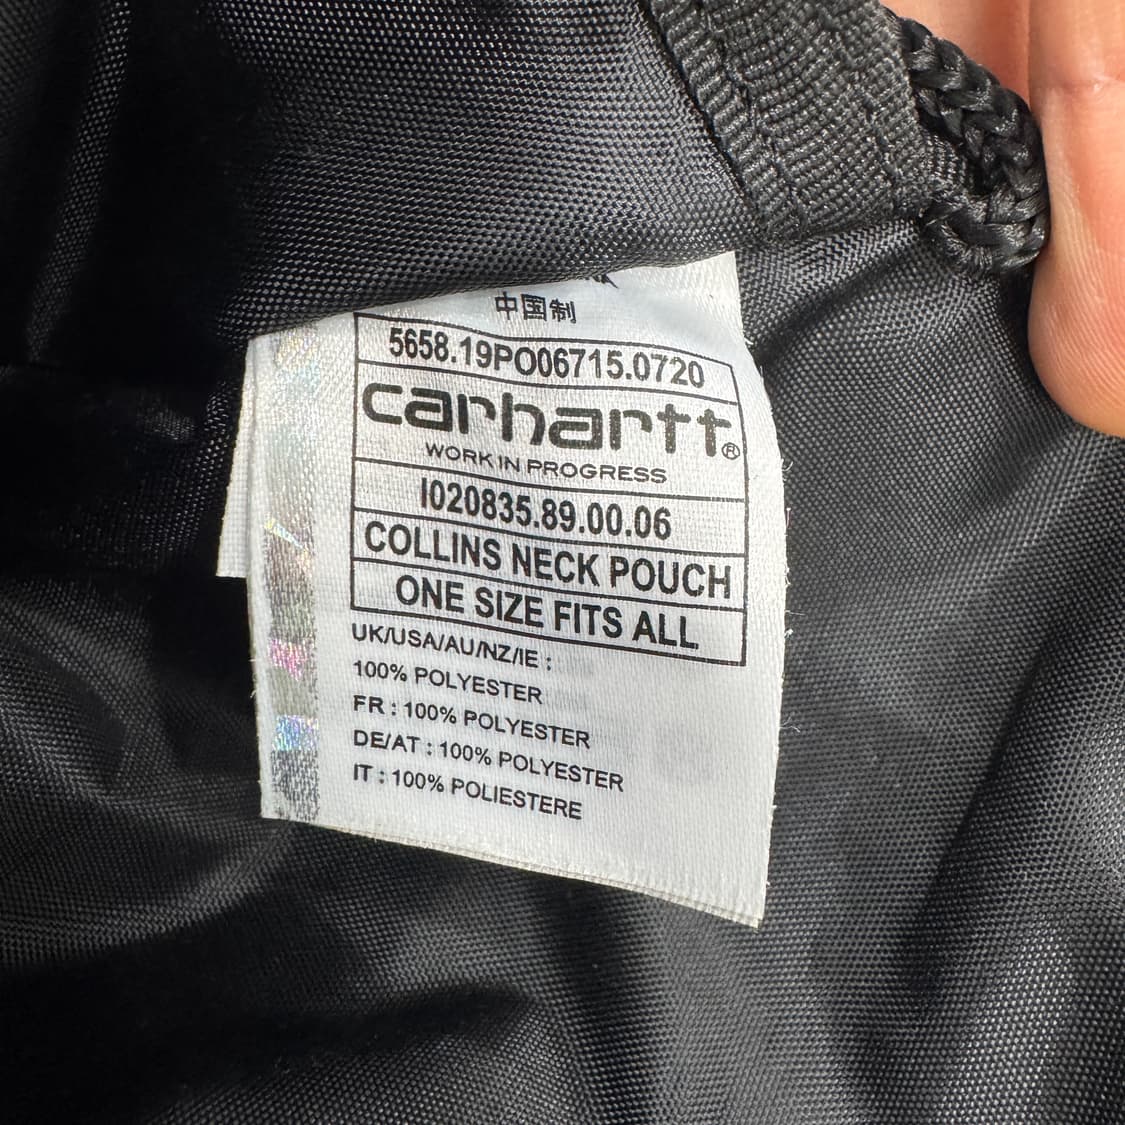 中国制
5658.19PO06715.0720
carhartt®
WORK IN PROGRESS
I020835.89.00.06
COLLINS NECK POUCH
ONE SIZE FITS ALL
UK/USA/AU/NZ/IE :
100% POLYESTER
FR : 100% POLYESTER
DE/AT : 100% POLYESTER
IT : 100% POLIESTERE